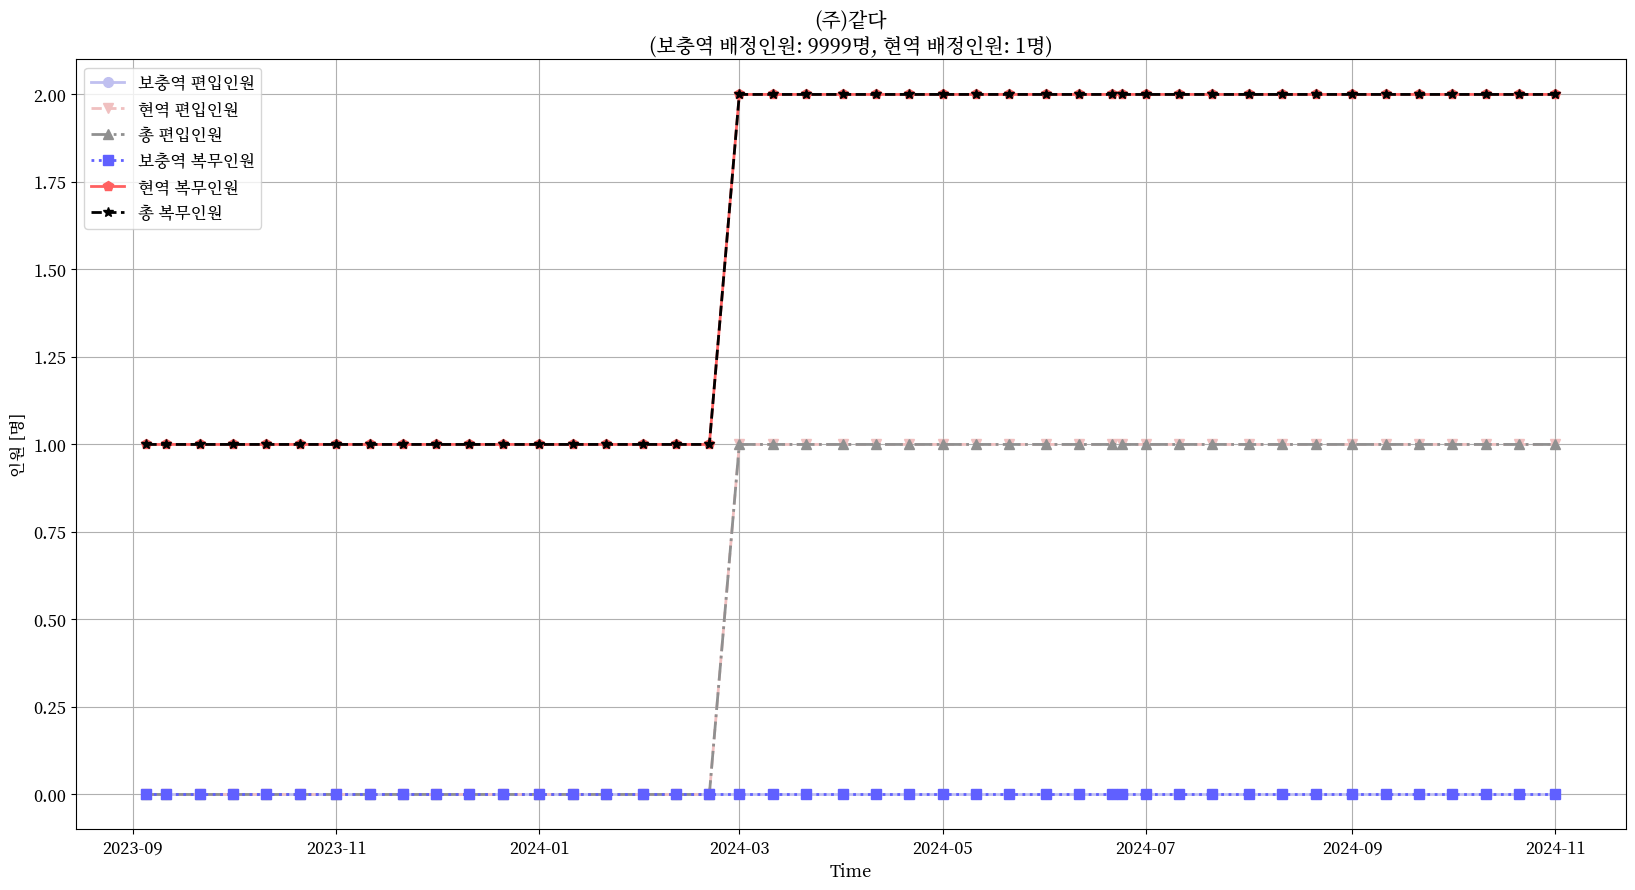 (주)같다
(보충역 배정인원: 9999명, 현역 배정인원: 1명)
보충역 편입인원
현역 편입인원
총 편입인원
보충역 복무인원
현역 복무인원
총 복무인원
인원 [명]
2.00
1.75
1.50
1.25
1.00
0.75
0.50
0.25
0.00
2023-09 2023-11 2024-01 2024-03 2024-05 2024-07 2024-09 2024-11
Time